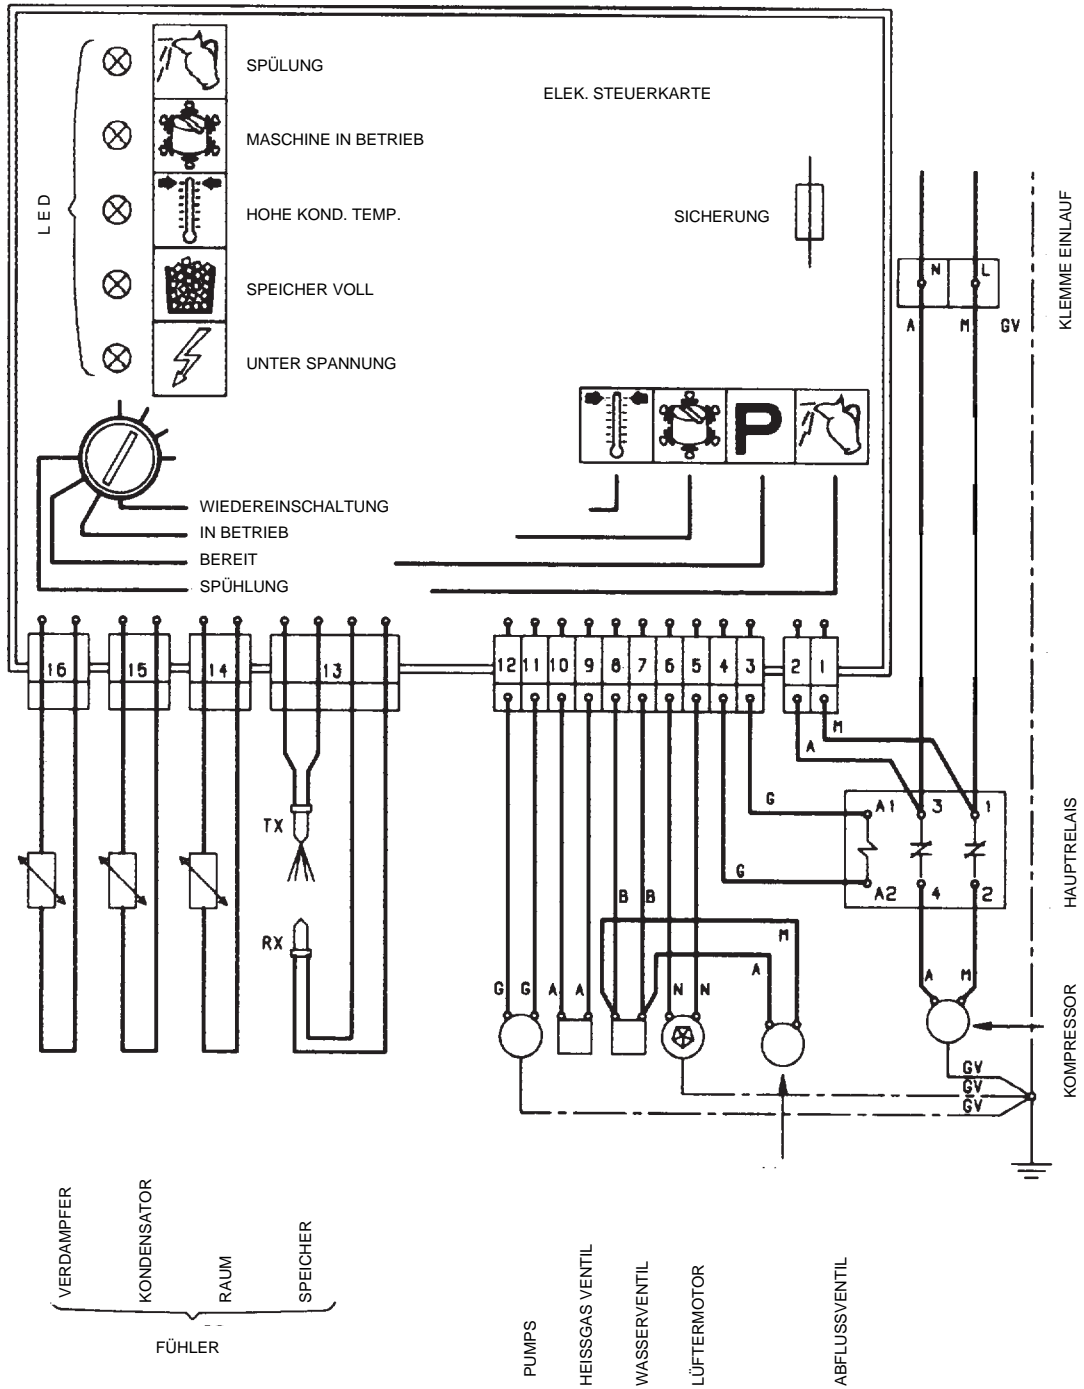 SPÜLUNG
ELEK. STEUERKARTE
MASCHINE IN BETRIEB
LED
HOHE KOND. TEMP.
SICHERUNG
KLEMME EINLAUF
N
L
SPEICHER VOLL
A
M
GV
UNTER SPANNUNG
P
WIEDEREINSCHALTUNG
IN BETRIEB
BEREIT
SPÜHLUNG
16
15
14
13
12
11
10
9
8
7
6
5
4
3
2
1
M
A
G
A1
3
1
TX
HAUPTRELAIS
G
A2
4
2
B
B
RX
M
A
A
M
G
G
A
A
N
N
KOMPRESSOR
GV
GV
GV
VERDAMPFER
KONDENSATOR
RAUM
SPEICHER
FÜHLER
PUMPS
HEISSGAS VENTIL
WASSERVENTIL
LÜFTERMOTOR
ABFLUSSVENTIL